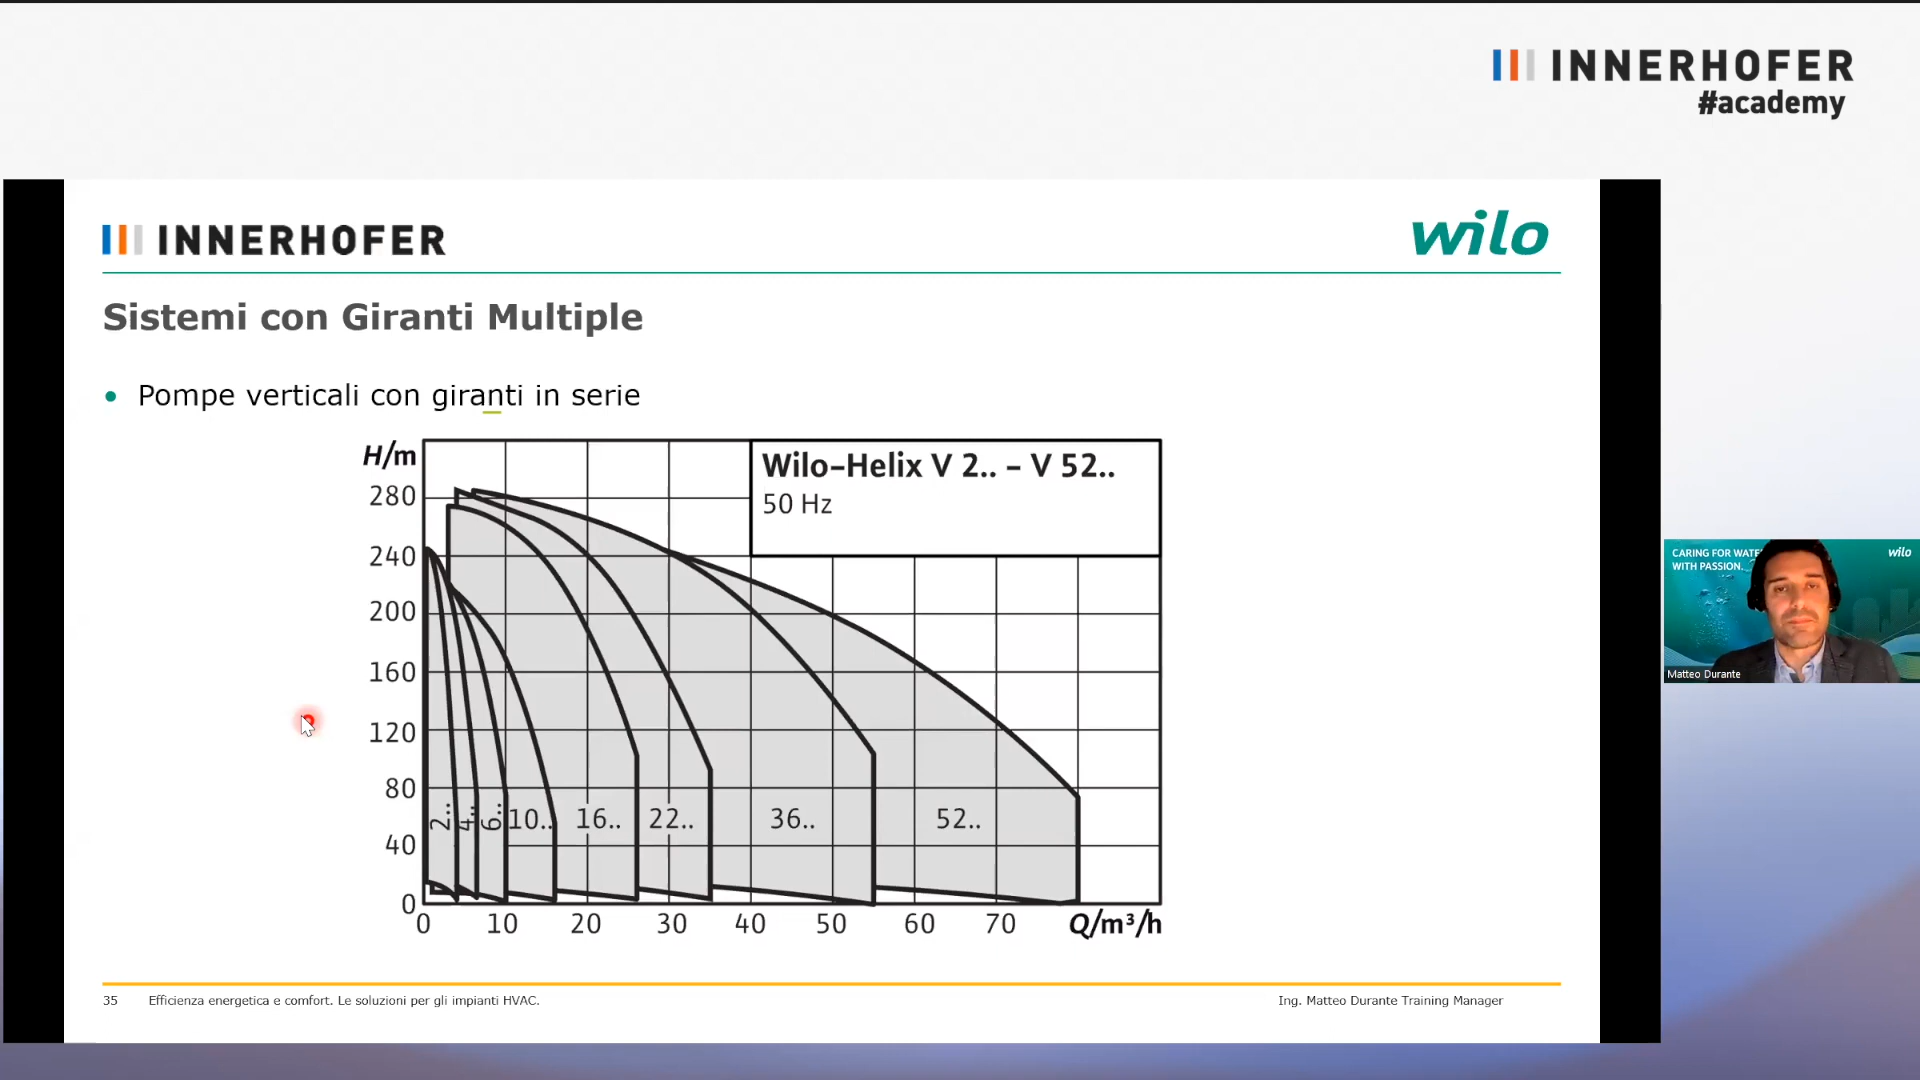 INNERHOFER
#academy
INNERHOFER
wilo
Sistemi con Giranti Multiple
• Pompe verticali con giranti in serie
H/m
Wilo-Helix V 2.. - V 52..
50 Hz
280
240
200
160
120
80
40
0
2..
4..
6..
10..
16..
22..
36..
52..
0 10 20 30 40 50 60 70 Q/m³/h
CARING FOR WATE
WITH PASSION.
wilo
Matteo Durante
35 Efficienza energetica e comfort. Le soluzioni per gli impianti HVAC.
Ing. Matteo Durante Training Manager